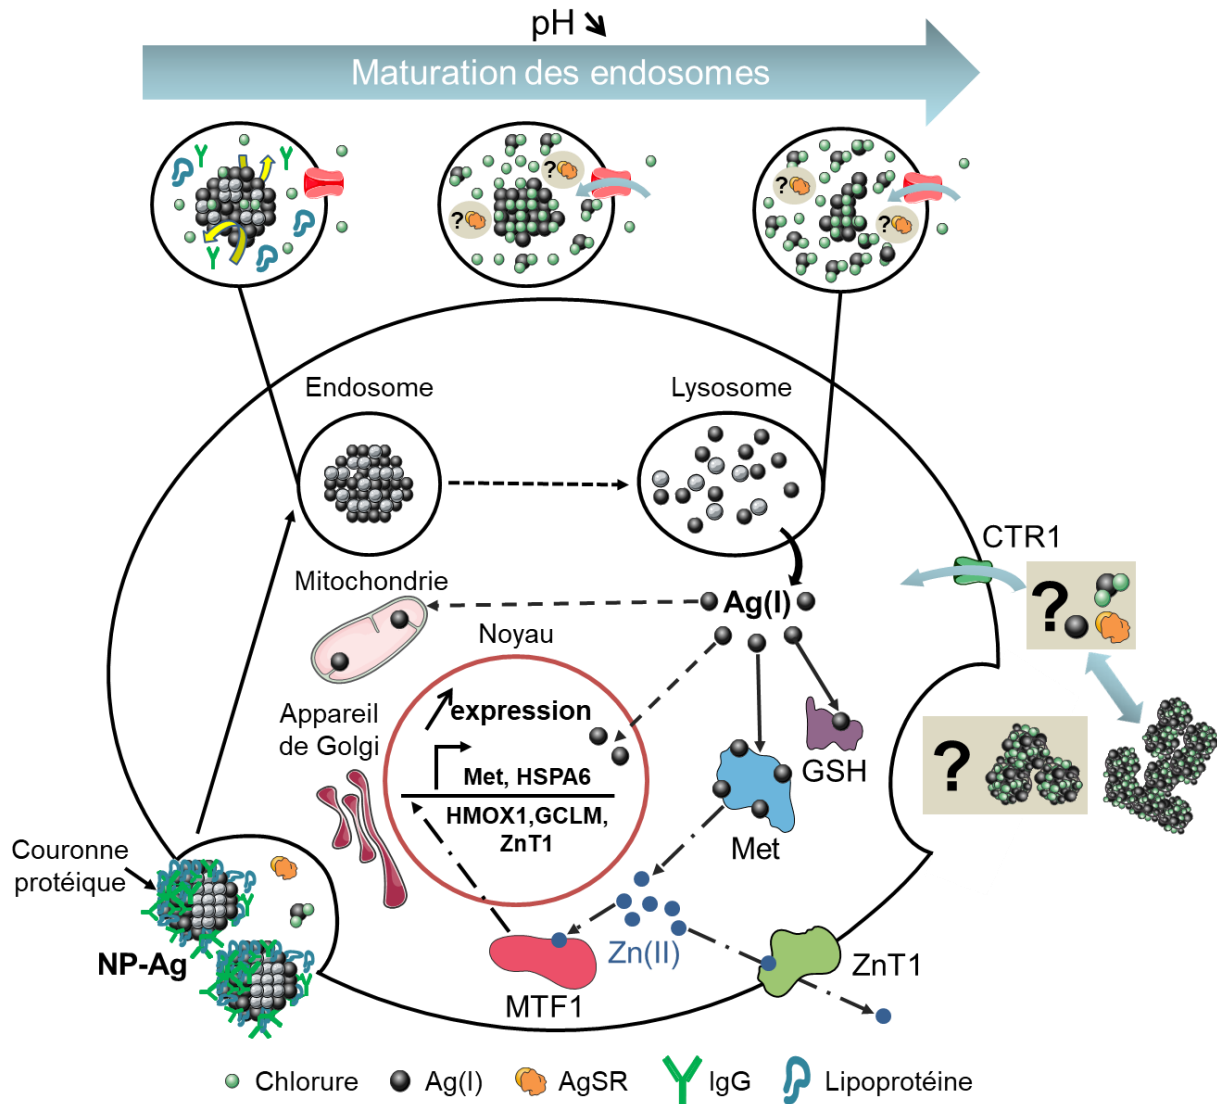 pH ↘
Maturation des endosomes
?
?
?
?
Endosome
Lysosome
CTR1
Mitochondrie
Ag(I)
?
Noyau
Appareil
de Golgi
expression
Met, HSPA6
HMOX1,GCLM,
ZnT1
GSH
?
Met
Couronne
protéique
NP-Ag
Zn(II)
ZnT1
MTF1
Chlorure
Ag(I)
AgSR
IgG
Lipoprotéine